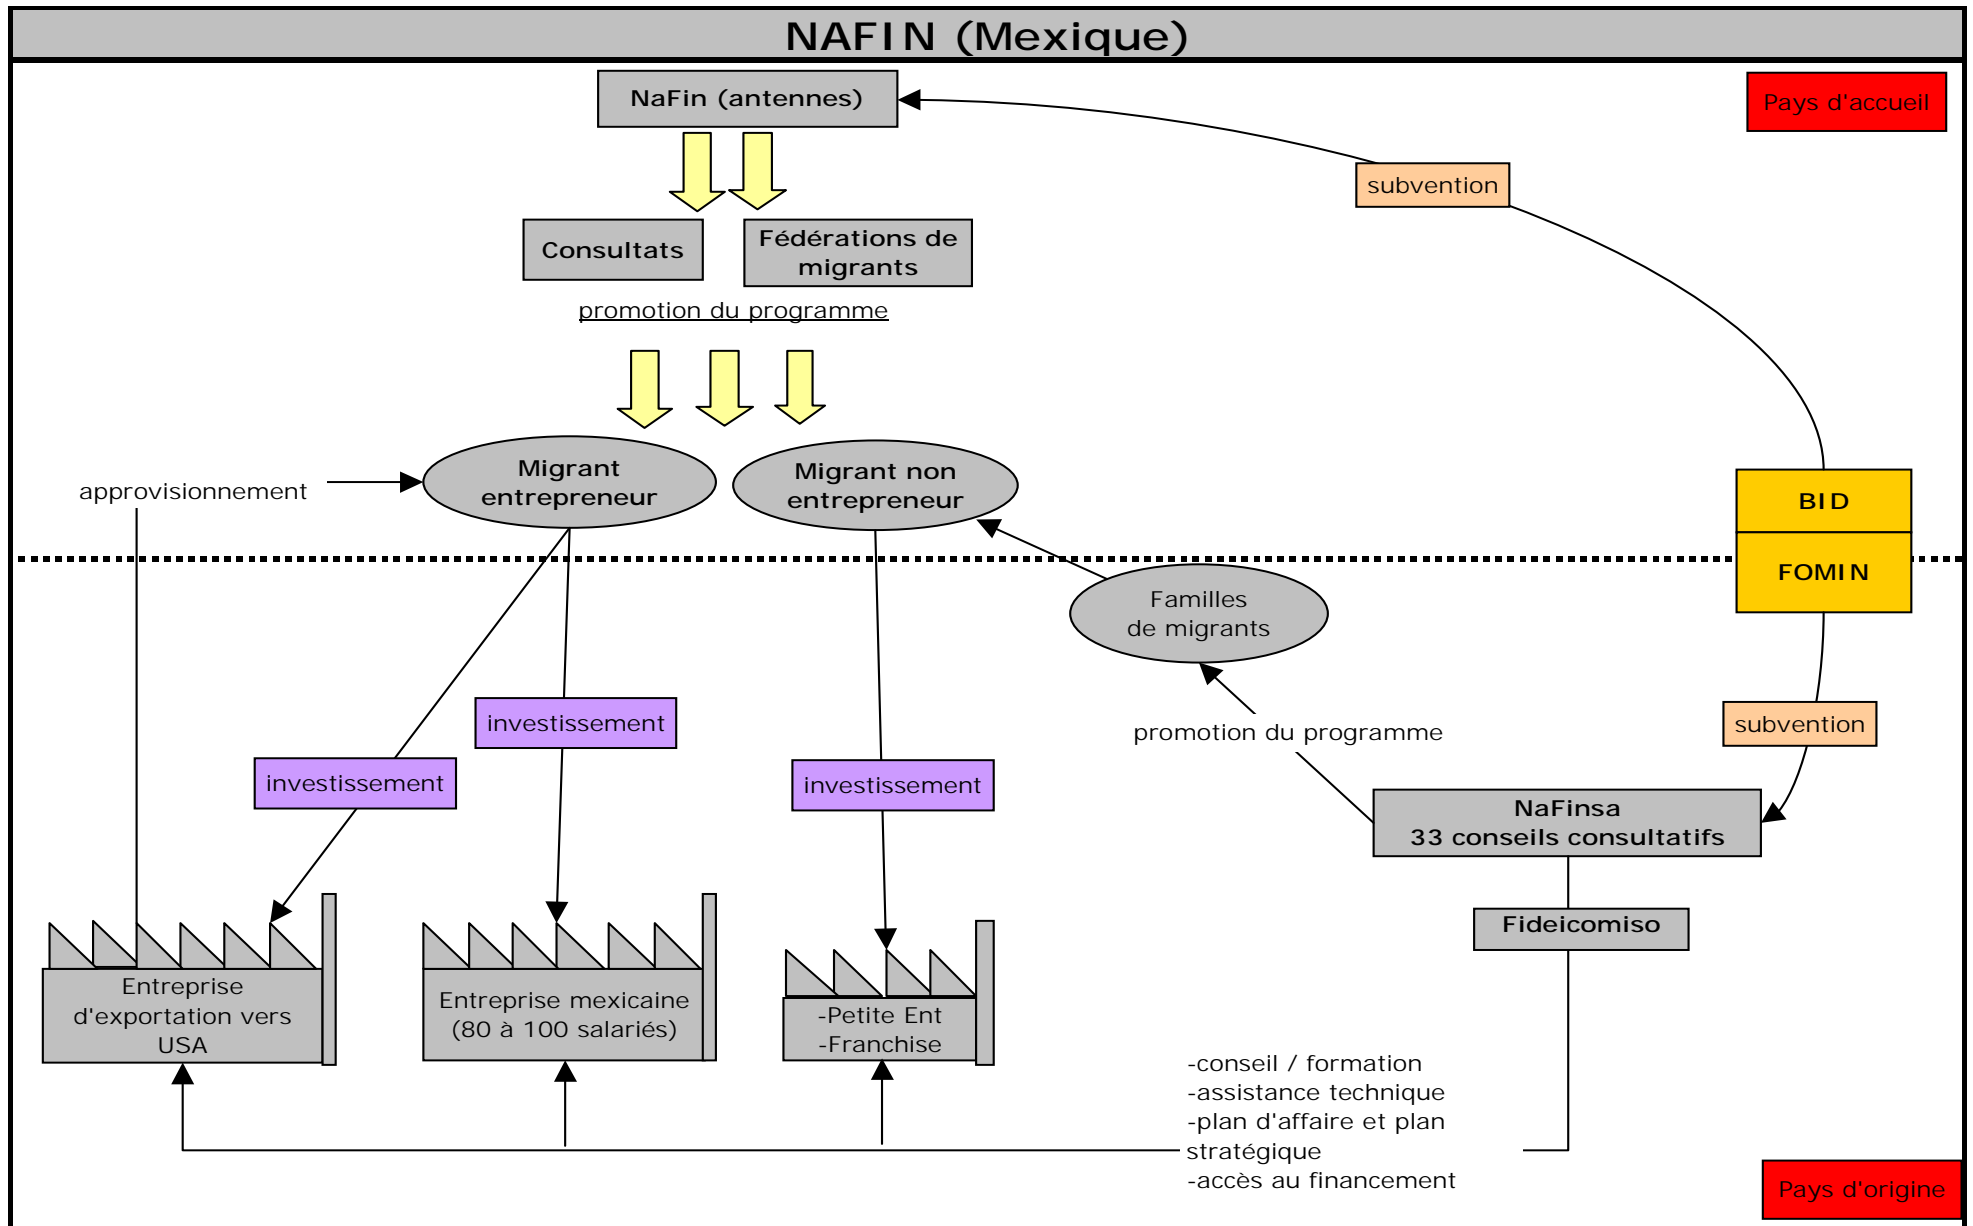 NAFIN (Mexique)
NaFin (antennes)
Pays d'accueil
subvention
Consultats
Fédérations de
migrants
promotion du programme
approvisionnement
Migrant
entrepreneur
Migrant non
entrepreneur
BID
FOMIN
Familles
de migrants
investissement
investissement
investissement
promotion du programme
subvention
NaFinsa
33 conseils consultatifs
Fideicomiso
Entreprise
d'exportation vers
USA
Entreprise mexicaine
(80 à 100 salariés)
-Petite Ent
-Franchise
-conseil / formation
-assistance technique
-plan d'affaire et plan
stratégique
-accès au financement
Pays d'origine